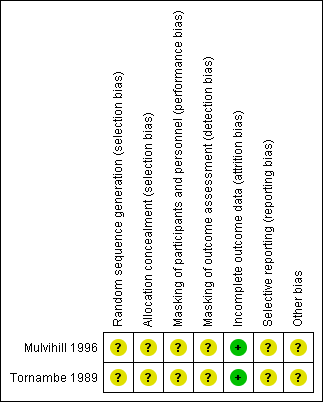 Random sequence generation (selection bias)
Allocation concealment (selection bias)
Masking of participants and personnel (performance bias)
Masking of outcome assessment (detection bias)
Incomplete outcome data (attrition bias)
Selective reporting (reporting bias)
Other bias
Mulvihill 1996 ? ? ? ? + ? ?
Tornambe 1989 ? ? ? ? + ? ?